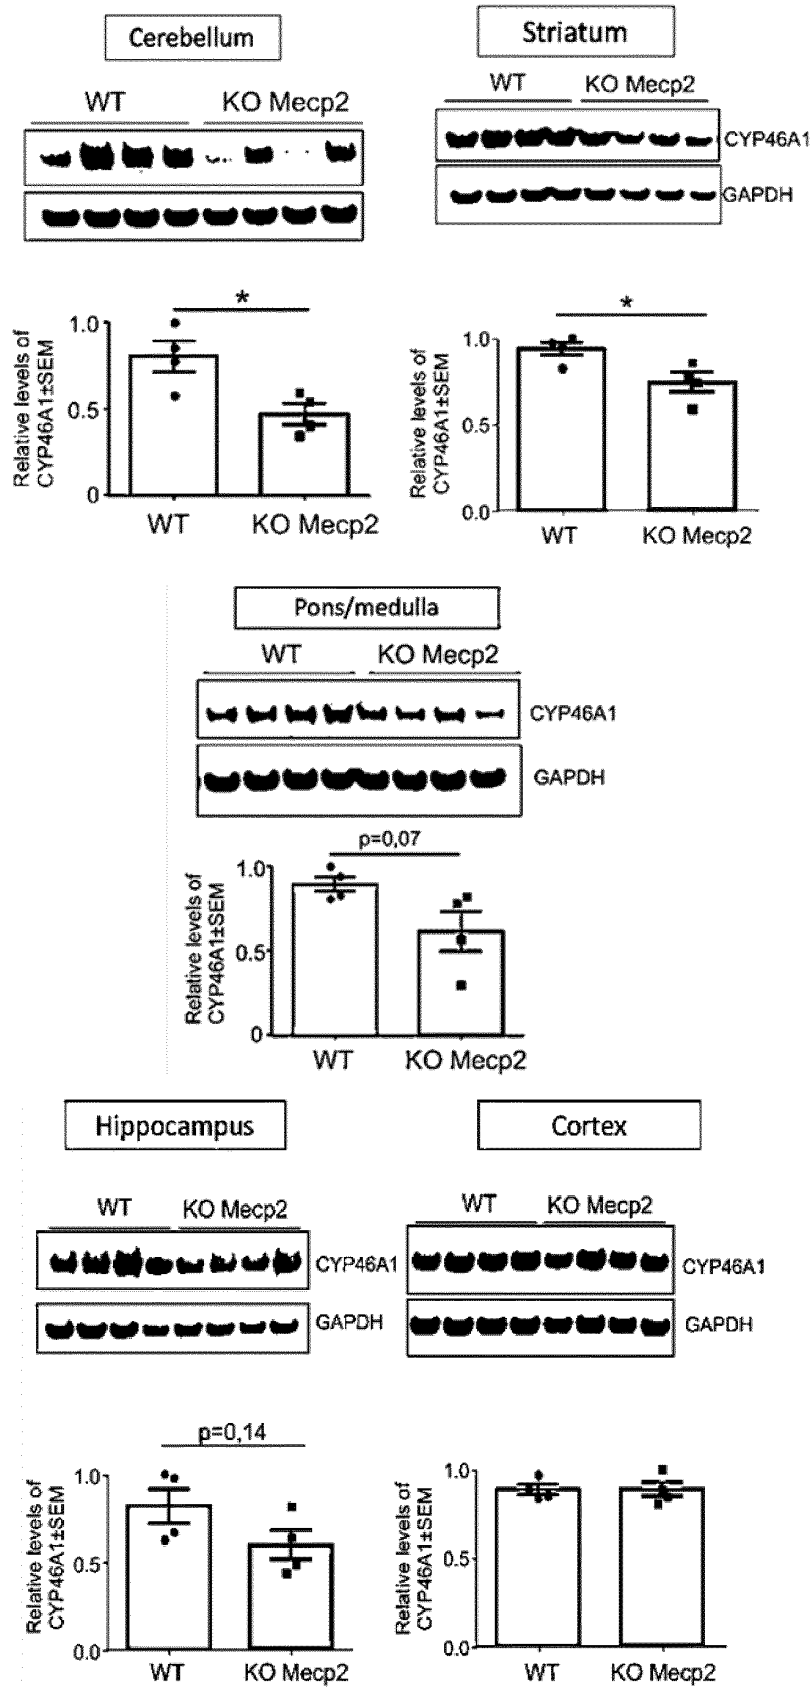 Cerebellum
WT
KO Mecp2
*
Relative levels of
CYP46A1±SEM
1.0
0.5
0
WT
KO Mecp2
Striatum
WT
KO Mecp2
CYP46A1
GAPDH
*
Relative levels of
CYP46A1±SEM
1.0
0.5
0.0
WT
KO Mecp2
Pons/medulla
WT
KO Mecp2
CYP46A1
GAPDH
p=0,07
Relative levels of
CYP46A1±SEM
1.0
0.5
0
WT
KO Mecp2
Hippocampus
WT
KO Mecp2
CYP46A1
GAPDH
p=0,14
Relative levels of
CYP46A1±SEM
1.0
0.5
0.0
WT
KO Mecp2
Cortex
WT
KO Mecp2
CYP46A1
GAPDH
Relative levels of
CYP46A1±SEM
1.0
0.5
0.0
WT
KO Mecp2